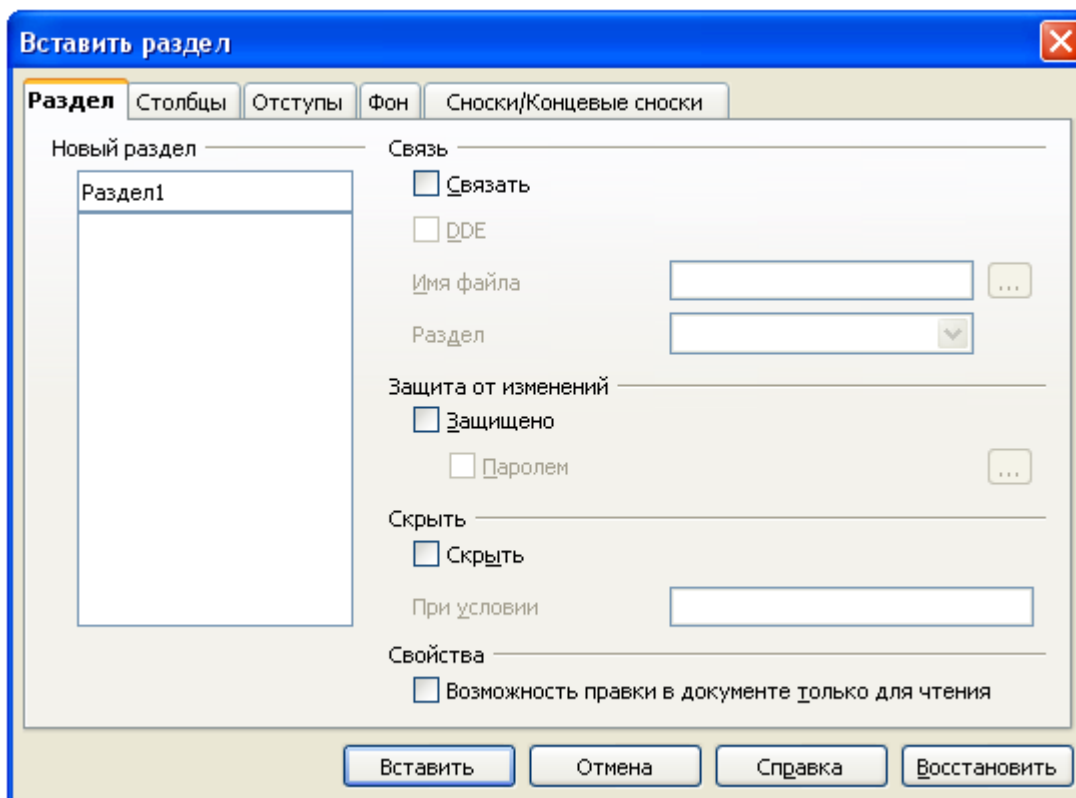 Вставить раздел
Раздел Столбцы Отступы Фон Сноски/Концевые сноски
Новый раздел
Раздел1
Связь
Связать
DDE
Имя файла
...
Раздел
Защита от изменений
Защищено
Паролем
...
Скрыть
Скрыть
При условии
Свойства
Возможность правки в документе только для чтения
Вставить Отмена Справка Восстановить